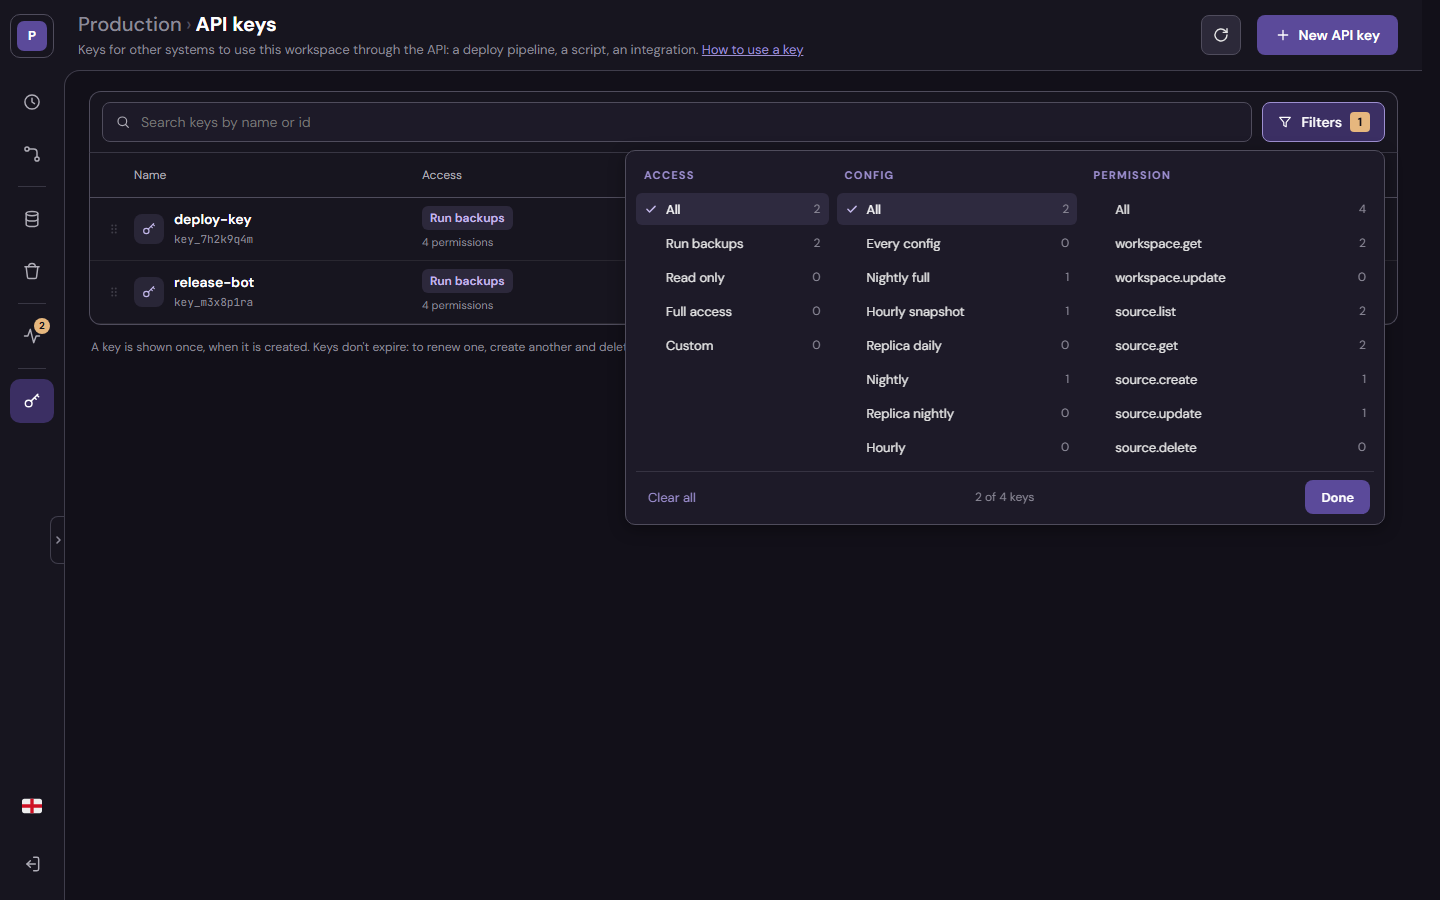 P
Production › API keys
Keys for other systems to use this workspace through the API: a deploy pipeline, a script, an integration. How to use a key
New API key
Search keys by name or id
Filters 1
Name
Access
deploy-key
key_7h2k9q4m
Run backups
4 permissions
release-bot
key_m3x8p1ra
Run backups
4 permissions
A key is shown once, when it is created. Keys don't expire: to renew one, create another and delet
2
ACCESS
All 2
Run backups 2
Read only 0
Full access 0
Custom 0
CONFIG
All 2
Every config 0
Nightly full 1
Hourly snapshot 1
Replica daily 0
Nightly 1
Replica nightly 0
Hourly 0
PERMISSION
All 4
workspace.get 2
workspace.update 0
source.list 2
source.get 2
source.create 1
source.update 1
source.delete 0
Clear all
2 of 4 keys
Done